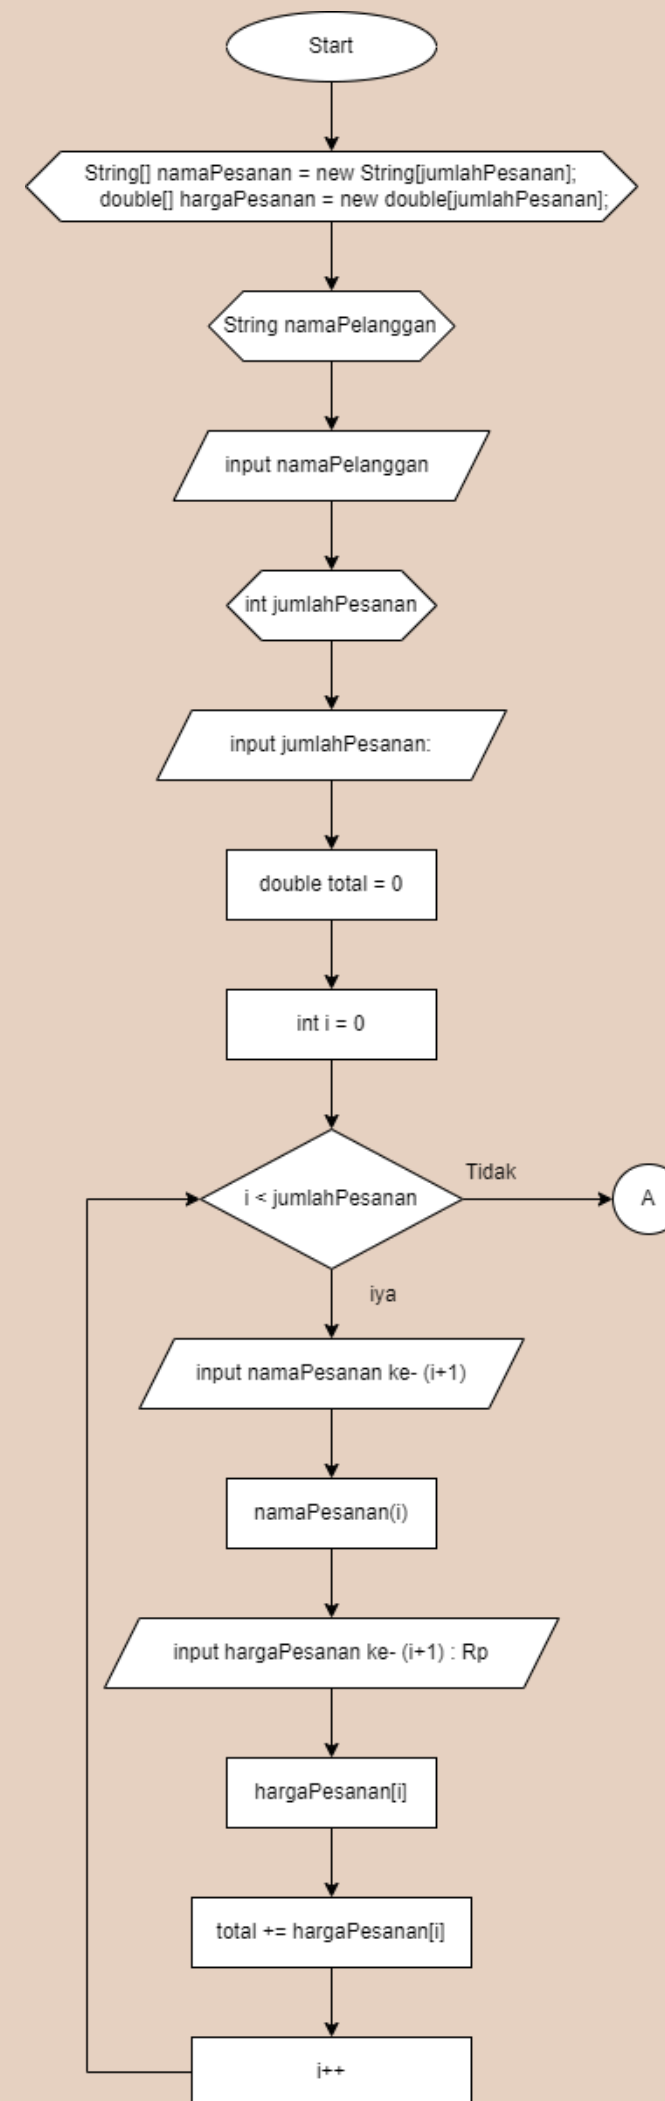 Start
String[] namaPesanan = new String[jumlahPesanan];
double[] hargaPesanan = new double[jumlahPesanan];
String namaPelanggan
input namaPelanggan
int jumlahPesanan
input jumlahPesanan:
double total = 0
int i = 0
i < jumlahPesanan
Tidak
A
iya
input namaPesanan ke- (i+1)
namaPesanan(i)
input hargaPesanan ke- (i+1) : Rp
hargaPesanan[i]
total += hargaPesanan[i]
i++